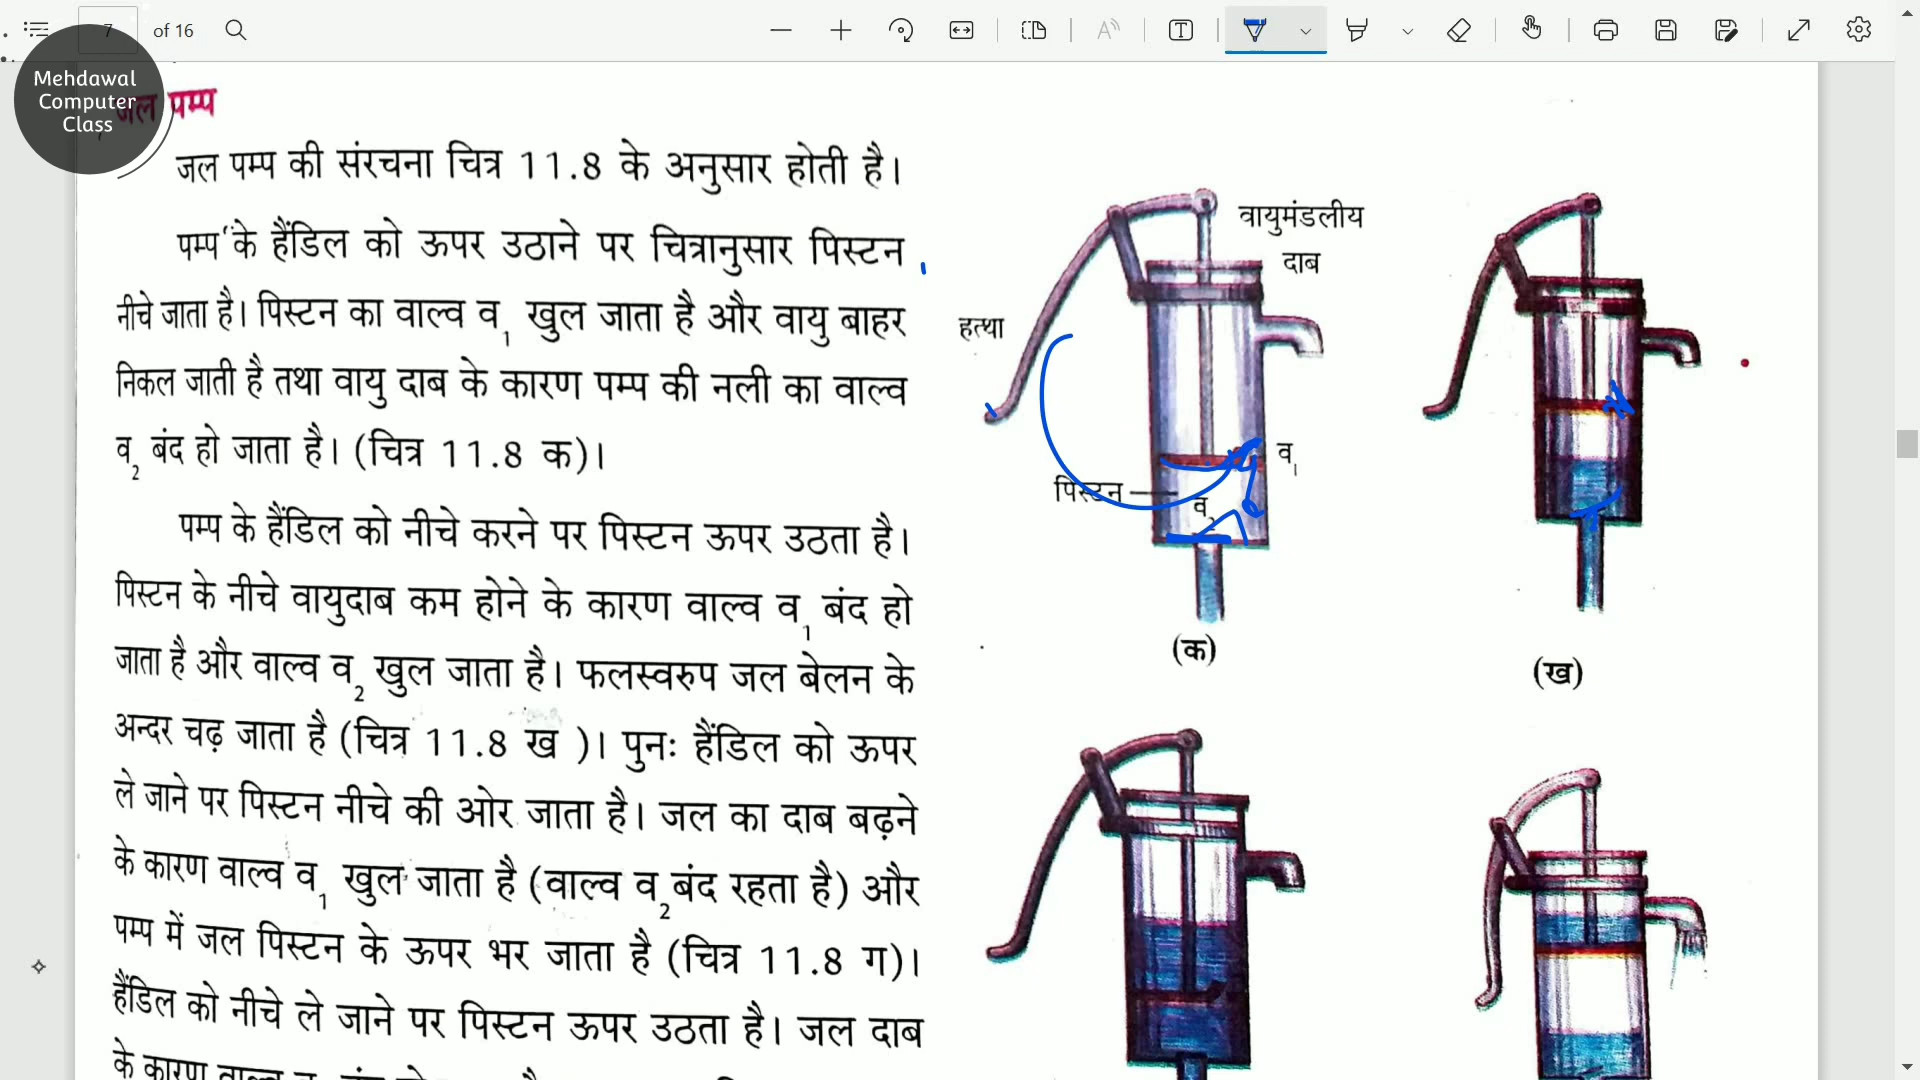 7 of 16
Mehdawal
Computer
Class
जल पम्प
जल पम्प की संरचना चित्र 11.8 के अनुसार होती है।
पम्प के हैंडिल को ऊपर उठाने पर चित्रानुसार पिस्टन
नीचे जाता है। पिस्टन का वाल्व व1 खुल जाता है और वायु बाहर
निकल जाती है तथा वायु दाब के कारण पम्प की नली का वाल्व
व2 बंद हो जाता है। (चित्र 11.8 क)।
पम्प के हैंडिल को नीचे करने पर पिस्टन ऊपर उठता है।
पिस्टन के नीचे वायुदाब कम होने के कारण वाल्व व1 बंद हो
जाता है और वाल्व व2 खुल जाता है। फलस्वरुप जल बेलन के
अन्दर चढ़ जाता है (चित्र 11.8 ख )। पुनः हैंडिल को ऊपर
ले जाने पर पिस्टन नीचे की ओर जाता है। जल का दाब बढ़ने
के कारण वाल्व व1 खुल जाता है (वाल्व व2 बंद रहता है) और
पम्प में जल पिस्टन के ऊपर भर जाता है (चित्र 11.8 ग)।
हैंडिल को नीचे ले जाने पर पिस्टन ऊपर उठता है। जल दाब
के कारण
वायुमंडलीय
दाब
हत्था
व1
पिस्टन
व2
(क)
(ख)